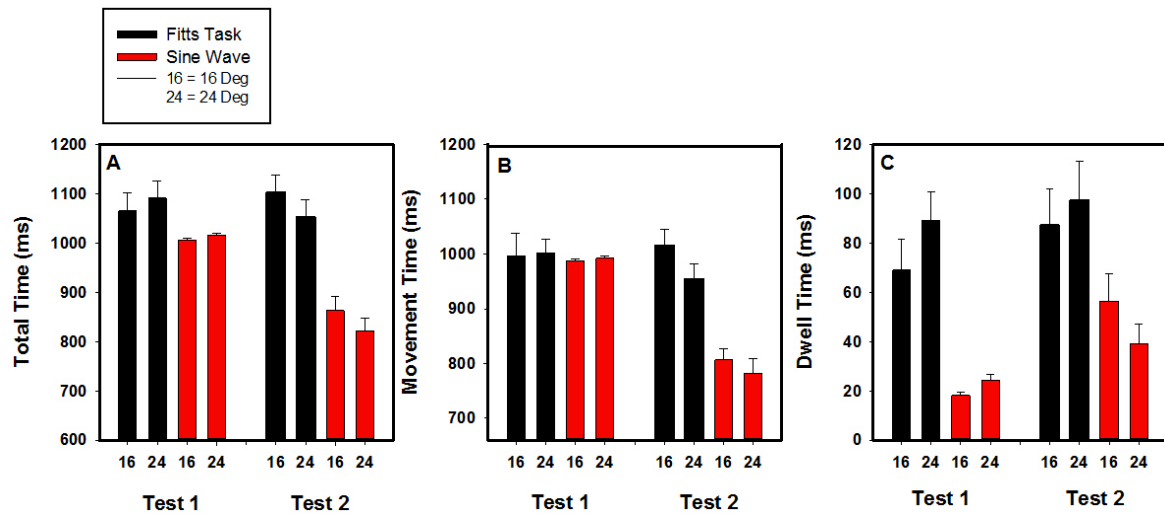 Fitts Task
Sine Wave
16 = 16 Deg
24 = 24 Deg
A
Total Time (ms)
1200
1100
1000
900
800
700
600
16 24 16 24 16 24 16 24
Test 1 Test 2
B
Movement Time (ms)
1200
1100
1000
900
800
700
16 24 16 24 16 24 16 24
Test 1 Test 2
C
Dwell Time (ms)
120
100
80
60
40
20
0
16 24 16 24 16 24 16 24
Test 1 Test 2